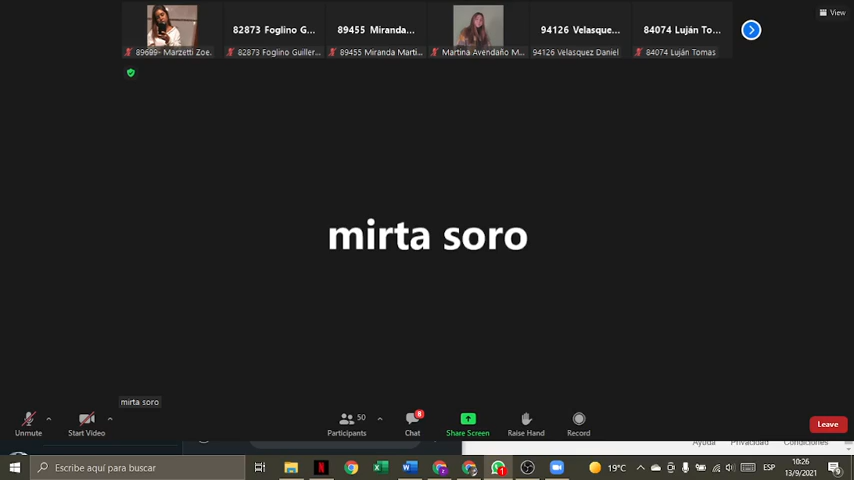 View
82873 Foglino G...
89455 Miranda...
94126 Velasque...
84074 Luján To...
89699- Marzetti Zoe.
82873 Foglino Guiller...
89455 Miranda Marti...
Martina Avendaño M...
94126 Velasquez Daniel
84074 Luján Tomas
mirta soro
mirta soro
50
8
Unmute
Start Video
Participants
Chat
Share Screen
Raise Hand
Record
Leave
Ayuda Privacidad Condiciones
Escribe aquí para buscar
19°C
ESP
10:26
13/9/2021